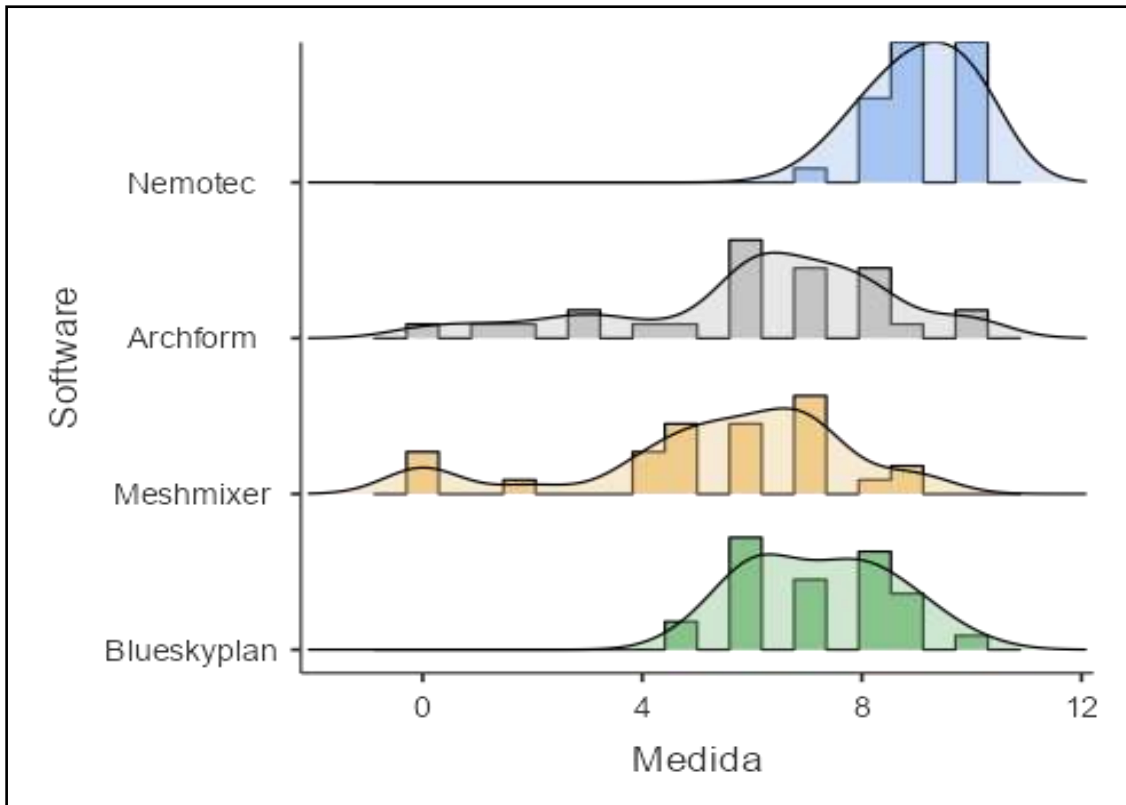 Software
Nemotec
Archform
Meshmixer
Blueskyplan
0 4 8 12
Medida